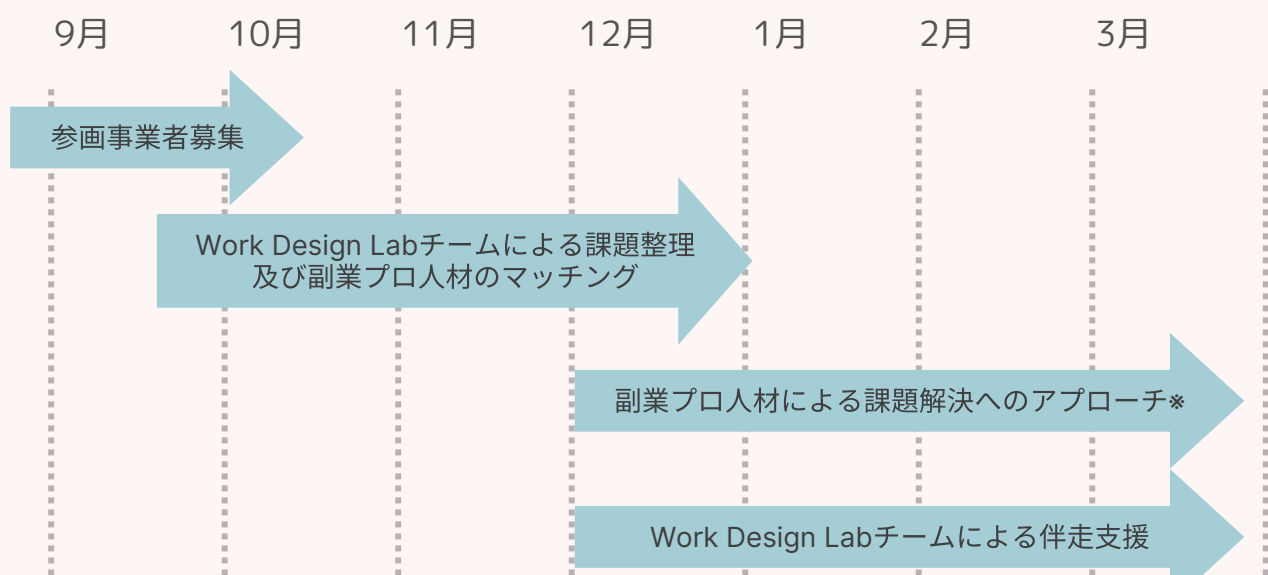 9月 10月 11月 12月 1月 2月 3月
参画事業者募集
Work Design Labチームによる課題整理
及び副業プロ人材のマッチング
副業プロ人材による課題解決へのアプローチ※
Work Design Labチームによる伴走支援